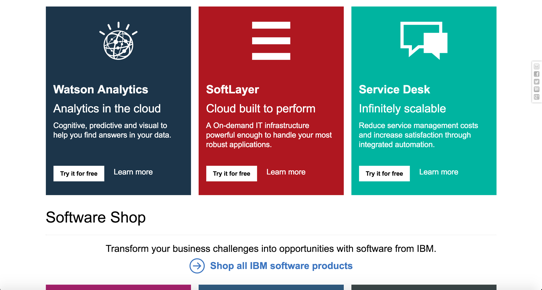 Watson Analytics
Analytics in the cloud
Cognitive, predictive and visual to
help you find answers in your data.
Try it for free
Learn more
SoftLayer
Cloud built to perform
A On-demand IT infrastructure
powerful enough to handle your most
robust applications.
Try it for free
Learn more
Service Desk
Infinitely scalable
Reduce service management costs
and increase satisfaction through
integrated automation.
Try it for free
Learn more
Software Shop
Transform your business challenges into opportunities with software from IBM.
Shop all IBM software products